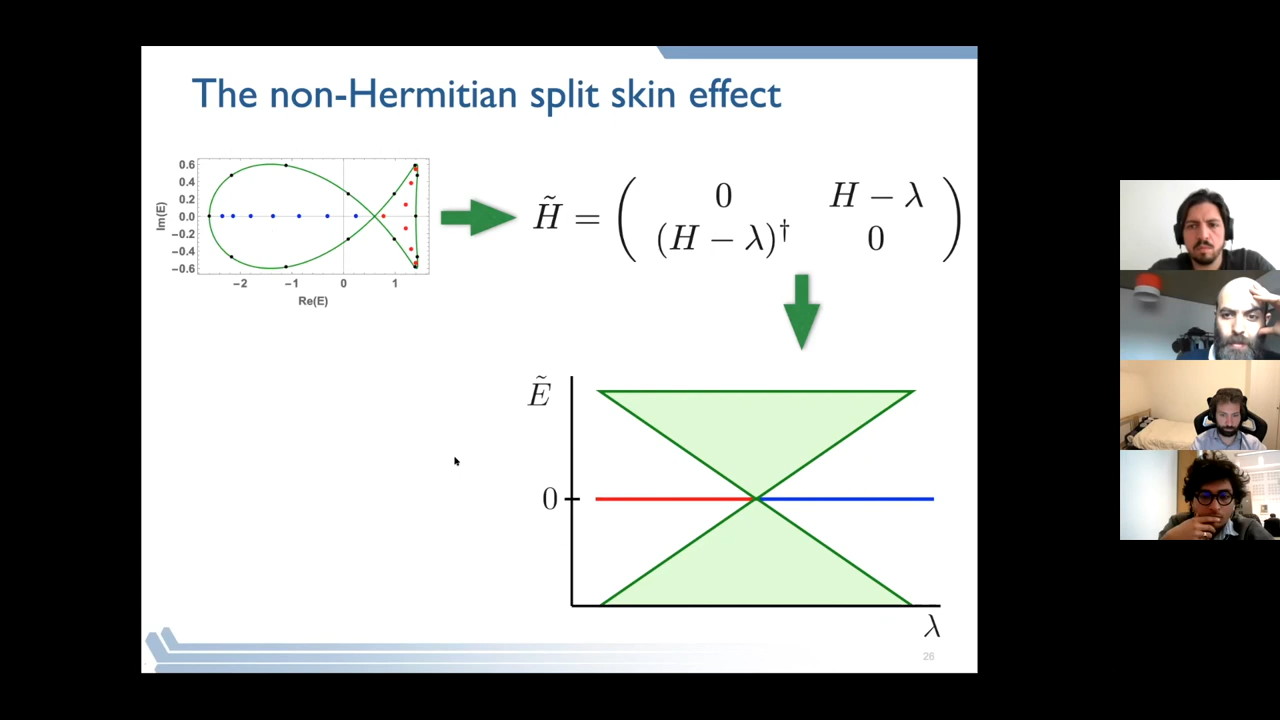 The non-Hermitian split skin effect
0.6
0.4
0.2
0.0
−0.2
−0.4
−0.6
Im(E)
−2
−1
0
1
Re(E)
H̃ = ( 0 H − λ
(H − λ)† 0 )
Ẽ
0
λ
26